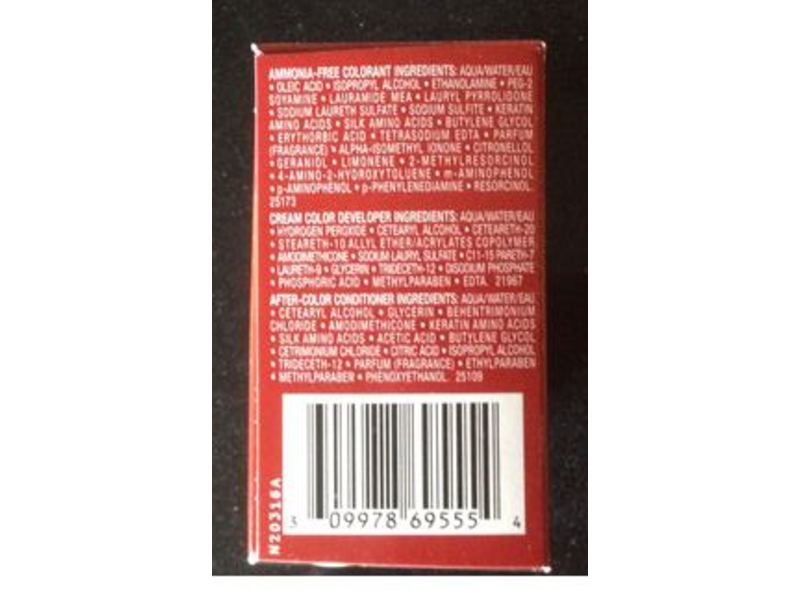 AMMONIA-FREE COLORANT INGREDIENTS: AQUA/WATER/EAU
• OLEIC ACID • ISOPROPYL ALCOHOL • ETHANOLAMINE • PEG-2
SOYAMINE • LAURAMIDE MEA • LAURYL PYRROLIDONE
• SODIUM LAURETH SULFATE • SODIUM SULFITE • KERATIN
AMINO ACIDS • SILK AMINO ACIDS • BUTYLENE GLYCOL
• ERYTHORBIC ACID • TETRASODIUM EDTA • PARFUM
(FRAGRANCE) • ALPHA-ISOMETHYL IONONE • CITRONELLOL
• GERANIOL • LIMONENE • 2-METHYLRESORCINOL
• 4-AMINO-2-HYDROXYTOLUENE • m-AMINOPHENOL
• p-AMINOPHENOL • p-PHENYLENEDIAMINE • RESORCINOL.
25173
CREAM COLOR DEVELOPER INGREDIENTS: AQUA/WATER/EAU
• HYDROGEN PEROXIDE • CETEARYL ALCOHOL • CETEARETH-20
• STEARETH-10 ALLYL ETHER/ACRYLATES COPOLYMER
• AMODIMETHICONE • SODIUM LAURYL SULFATE • C11-15 PARETH-7
• LAURETH-9 • GLYCERIN • TRIDECETH-12 • DISODIUM PHOSPHATE
• PHOSPHORIC ACID • METHYLPARABEN • EDTA. 21967
AFTER-COLOR CONDITIONER INGREDIENTS: AQUA/WATER/EAU
• CETEARYL ALCOHOL • GLYCERIN • BEHENTRIMONIUM
CHLORIDE • AMODIMETHICONE • KERATIN AMINO ACIDS
• SILK AMINO ACIDS • ACETIC ACID • BUTYLENE GLYCOL
• CETRIMONIUM CHLORIDE • CITRIC ACID • ISOPROPYL ALCOHOL
• TRIDECETH-12 • PARFUM (FRAGRANCE) • ETHYLPARABEN
• METHYLPARABEN • PHENOXYETHANOL. 25109
N20316A
3 09978 69555 4